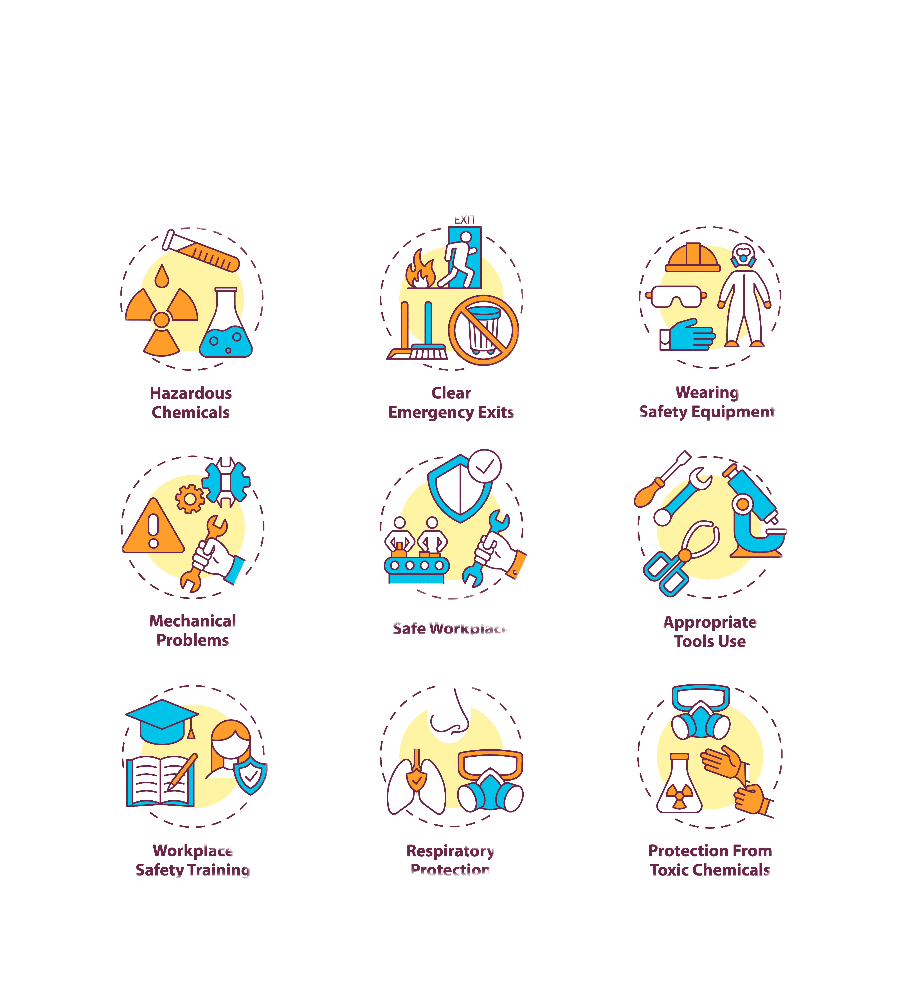 EXIT
Hazardous
Chemicals
Clear
Emergency Exits
Wearing
Safety Equipment
Mechanical
Problems
Safe Workplace
Appropriate
Tools Use
Workplace
Safety Training
Respiratory
Protection
Protection From
Toxic Chemicals